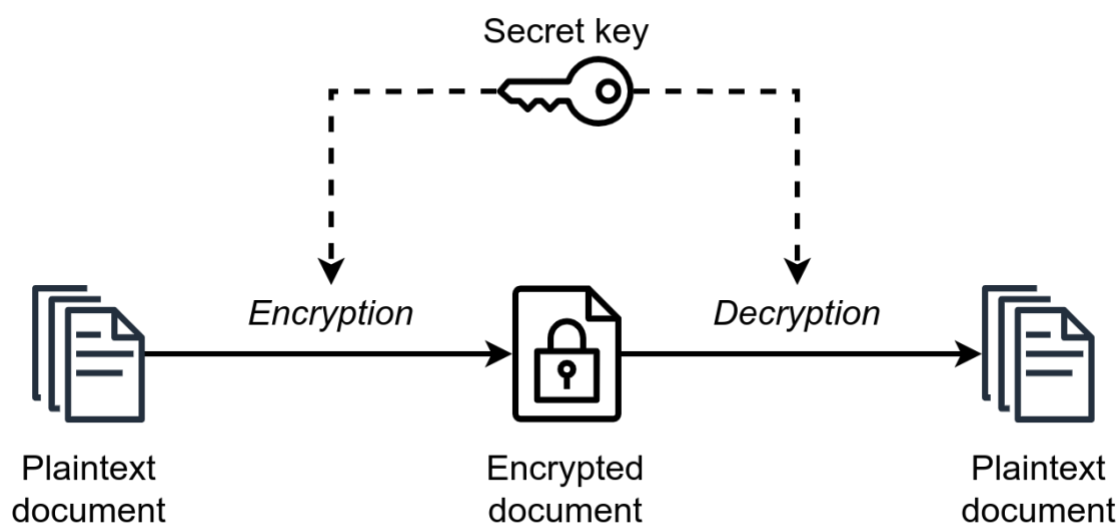 Secret key
Encryption
Decryption
Plaintext
document
Encrypted
document
Plaintext
document